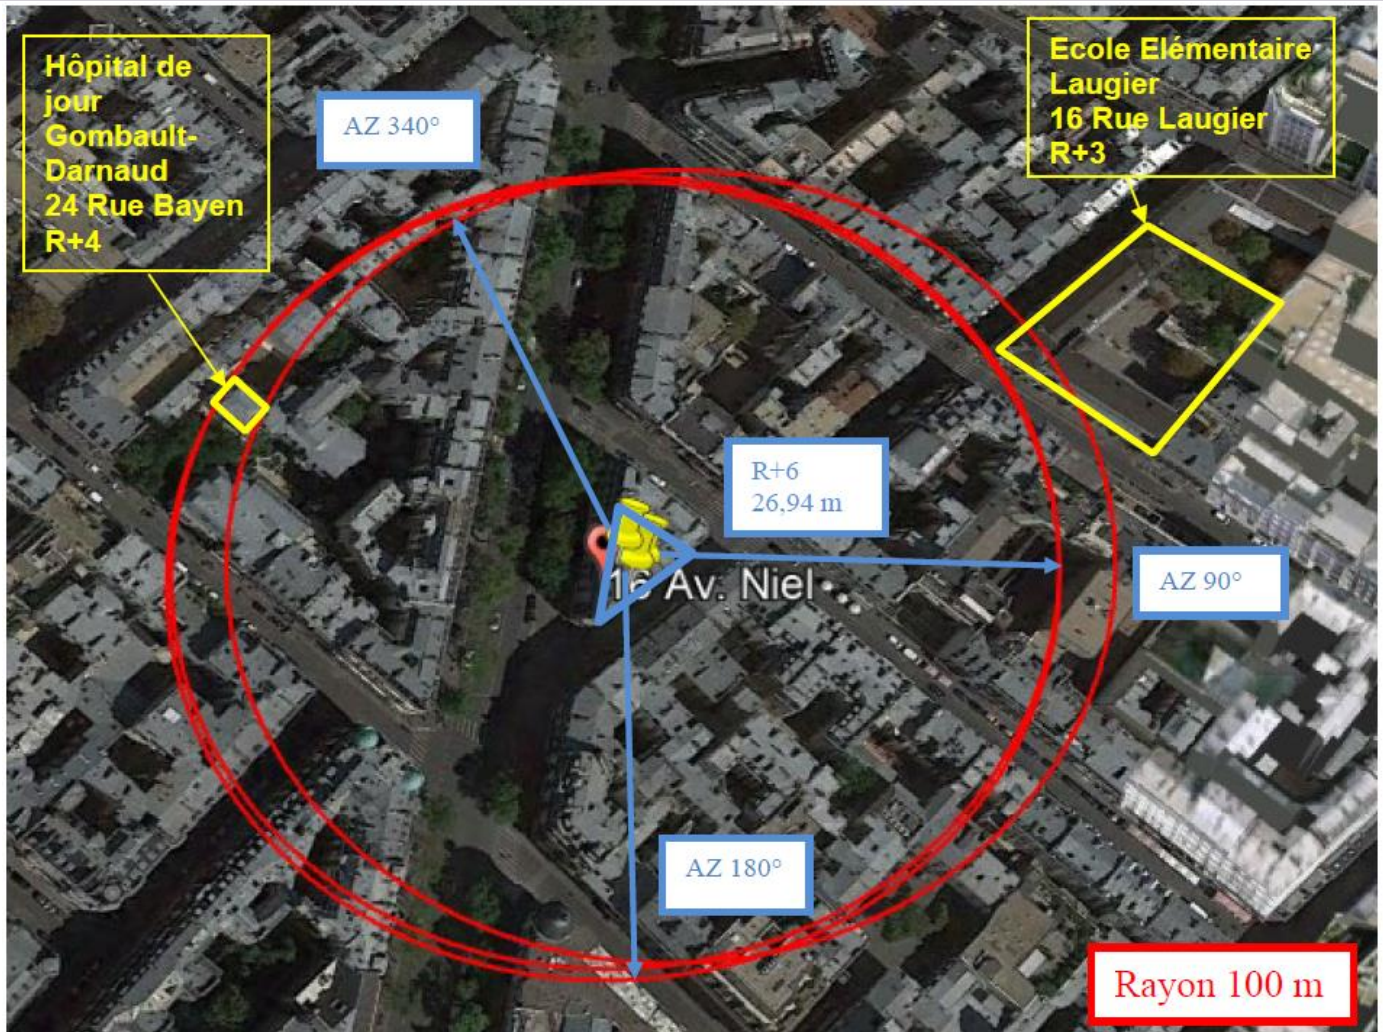 Hôpital de
jour
Gombault-
Darnaud
24 Rue Bayen
R+4
AZ 340°
Ecole Elémentaire
Laugier
16 Rue Laugier
R+3
R+6
26,94 m
16 Av. Niel
AZ 90°
AZ 180°
Rayon 100 m